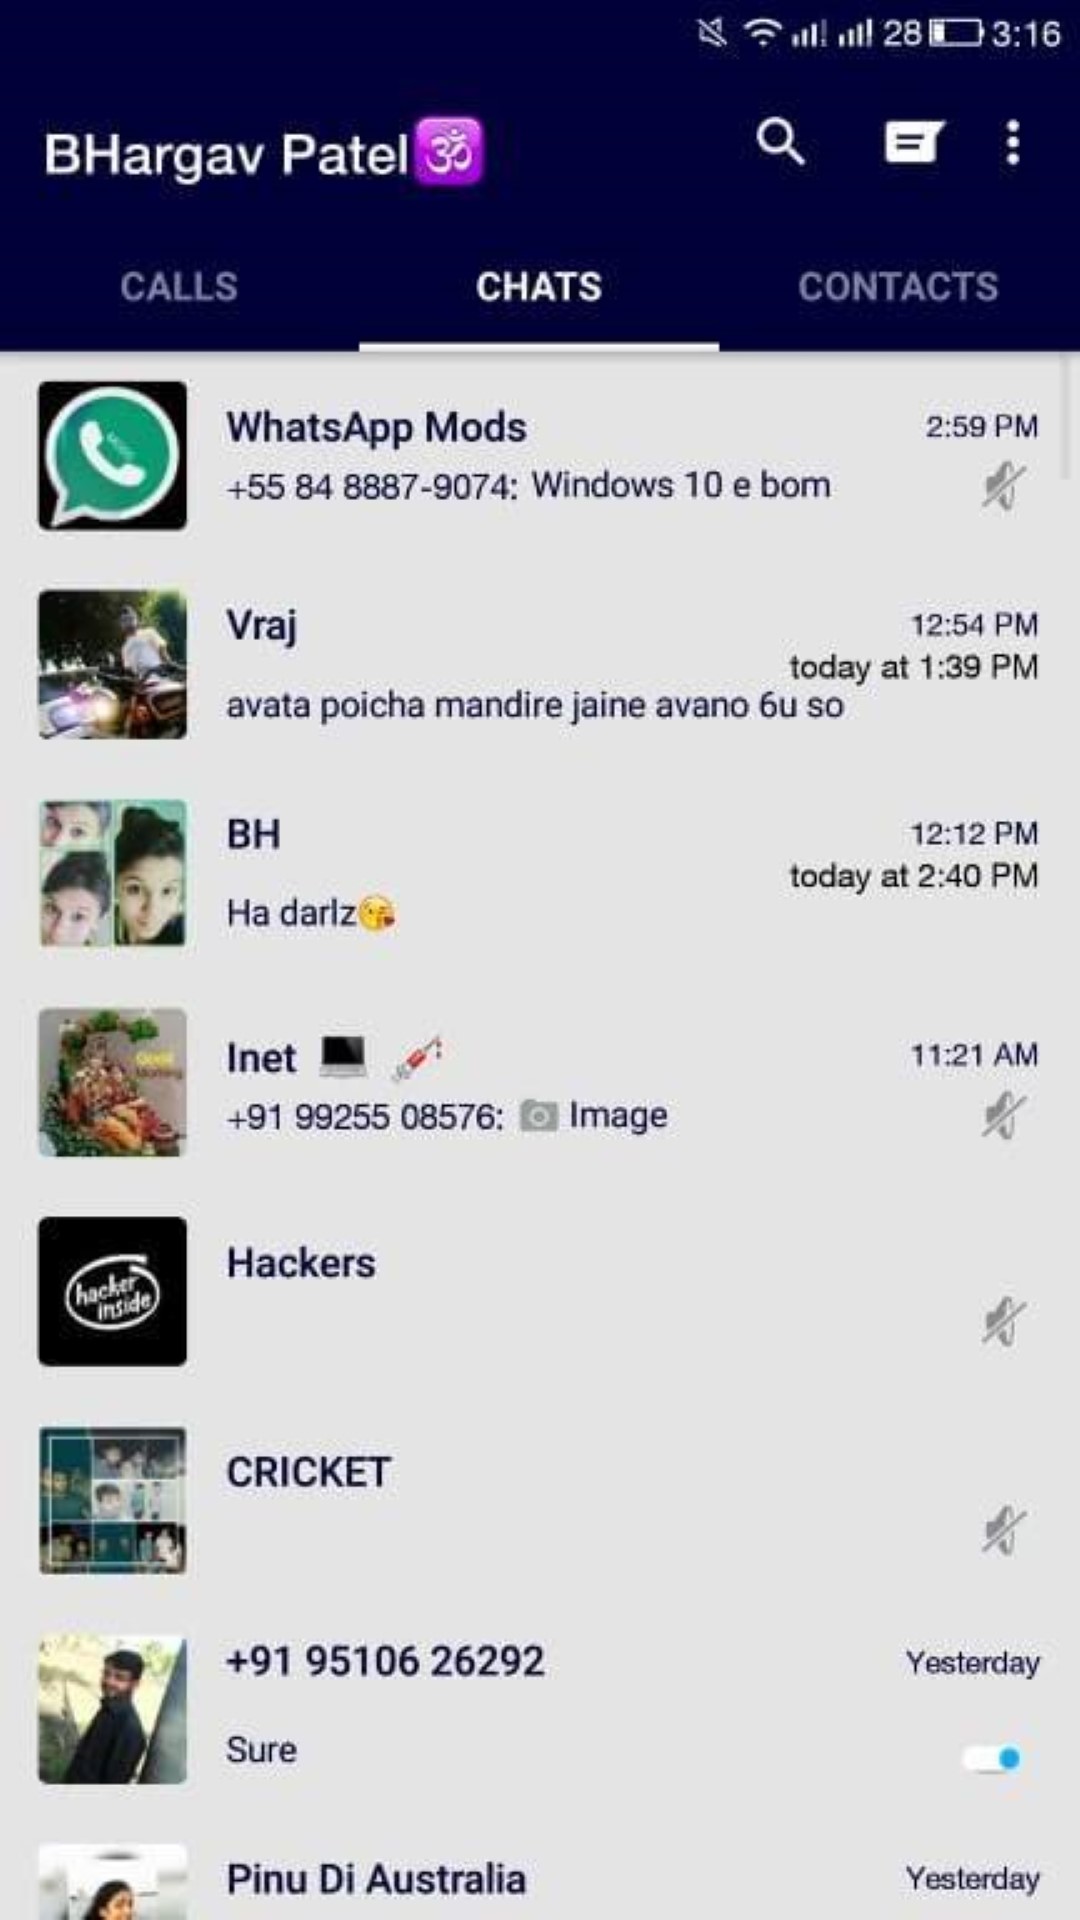 28 3:16
BHargav Patel🕉️
CALLS CHATS CONTACTS
WhatsApp Mods 2:59 PM
+55 84 8887-9074: Windows 10 e bom
Vraj 12:54 PM
today at 1:39 PM
avata poicha mandire jaine avano 6u so
BH 12:12 PM
today at 2:40 PM
Ha darlz😘
Inet 💻 💉 11:21 AM
+91 99255 08576: 📷 Image
Hackers
hacker
inside
CRICKET
+91 95106 26292 Yesterday
Sure
Pinu Di Australia Yesterday